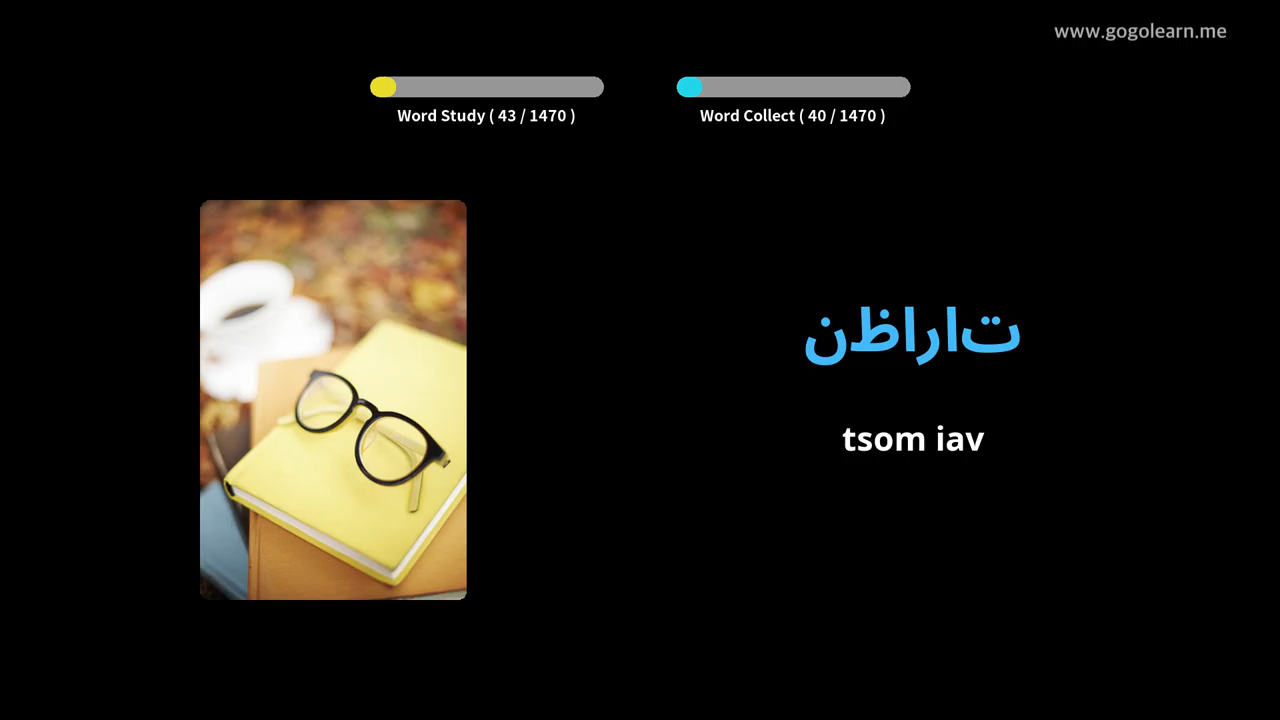 www.gogolearn.me
Word Study ( 43 / 1470 )
Word Collect ( 40 / 1470 )
تاراظن
tsom iav